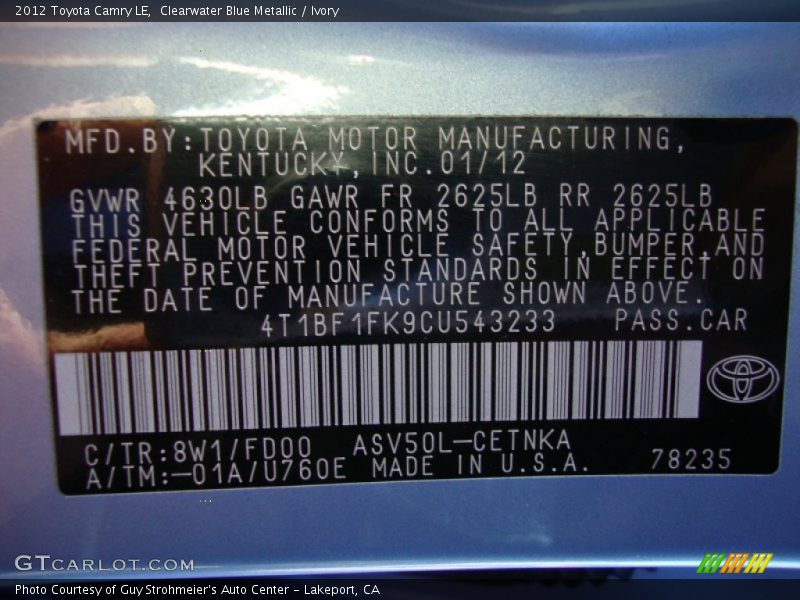 2012 Toyota Camry LE,  Clearwater Blue Metallic / Ivory
MFD.BY:TOYOTA MOTOR MANUFACTURING,
KENTUCKY,INC.01/12
GVWR 4630LB GAWR FR 2625LB RR 2625LB
THIS VEHICLE CONFORMS TO ALL APPLICABLE
FEDERAL MOTOR VEHICLE SAFETY,BUMPER,AND
THEFT PREVENTION STANDARDS IN EFFECT ON
THE DATE OF MANUFACTURE SHOWN ABOVE.
4T1BF1FK9CU543233 PASS.CAR
C/TR:8W1/FD00 ASV50L-CETNKA
A/TM:-01A/U760E MADE IN U.S.A. 78235
GTCARLOT.COM
Photo Courtesy of Guy Strohmeier's Auto Center - Lakeport, CA